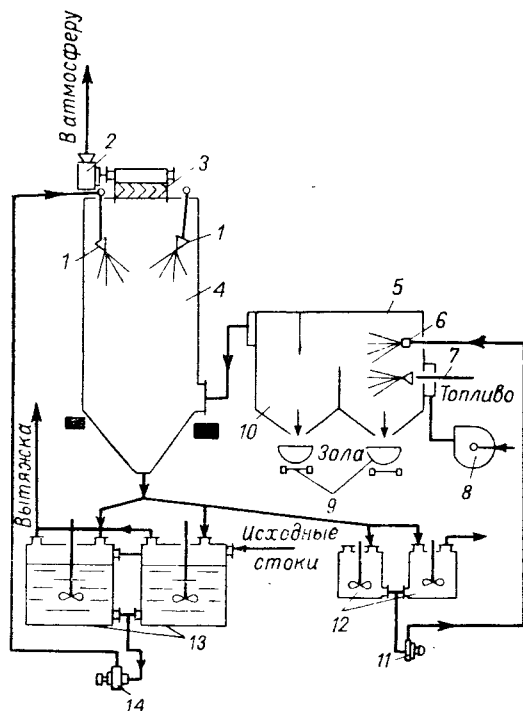 В атмосферу
2
3
1
1
4
5
6
7
Топливо
10
Зола
8
9
Вытяжка
Исходные
стоки
12
13
11
14